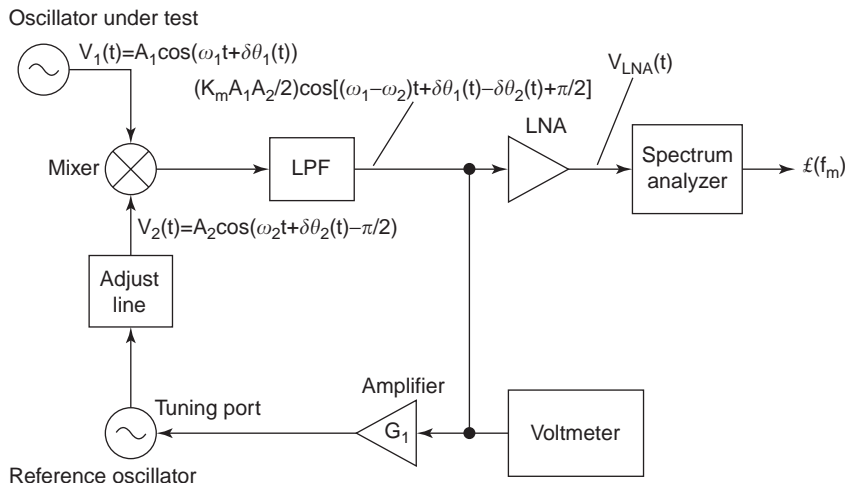 Oscillator under test
V₁(t)=A₁cos(ω₁t+δθ₁(t))
(KₘA₁A₂/2)cos[(ω₁−ω₂)t+δθ₁(t)−δθ₂(t)+π/2]
V_LNA(t)
LNA
Mixer
LPF
Spectrum
analyzer
£(fₘ)
V₂(t)=A₂cos(ω₂t+δθ₂(t)−π/2)
Adjust
line
Amplifier
Tuning port
G₁
Voltmeter
Reference oscillator